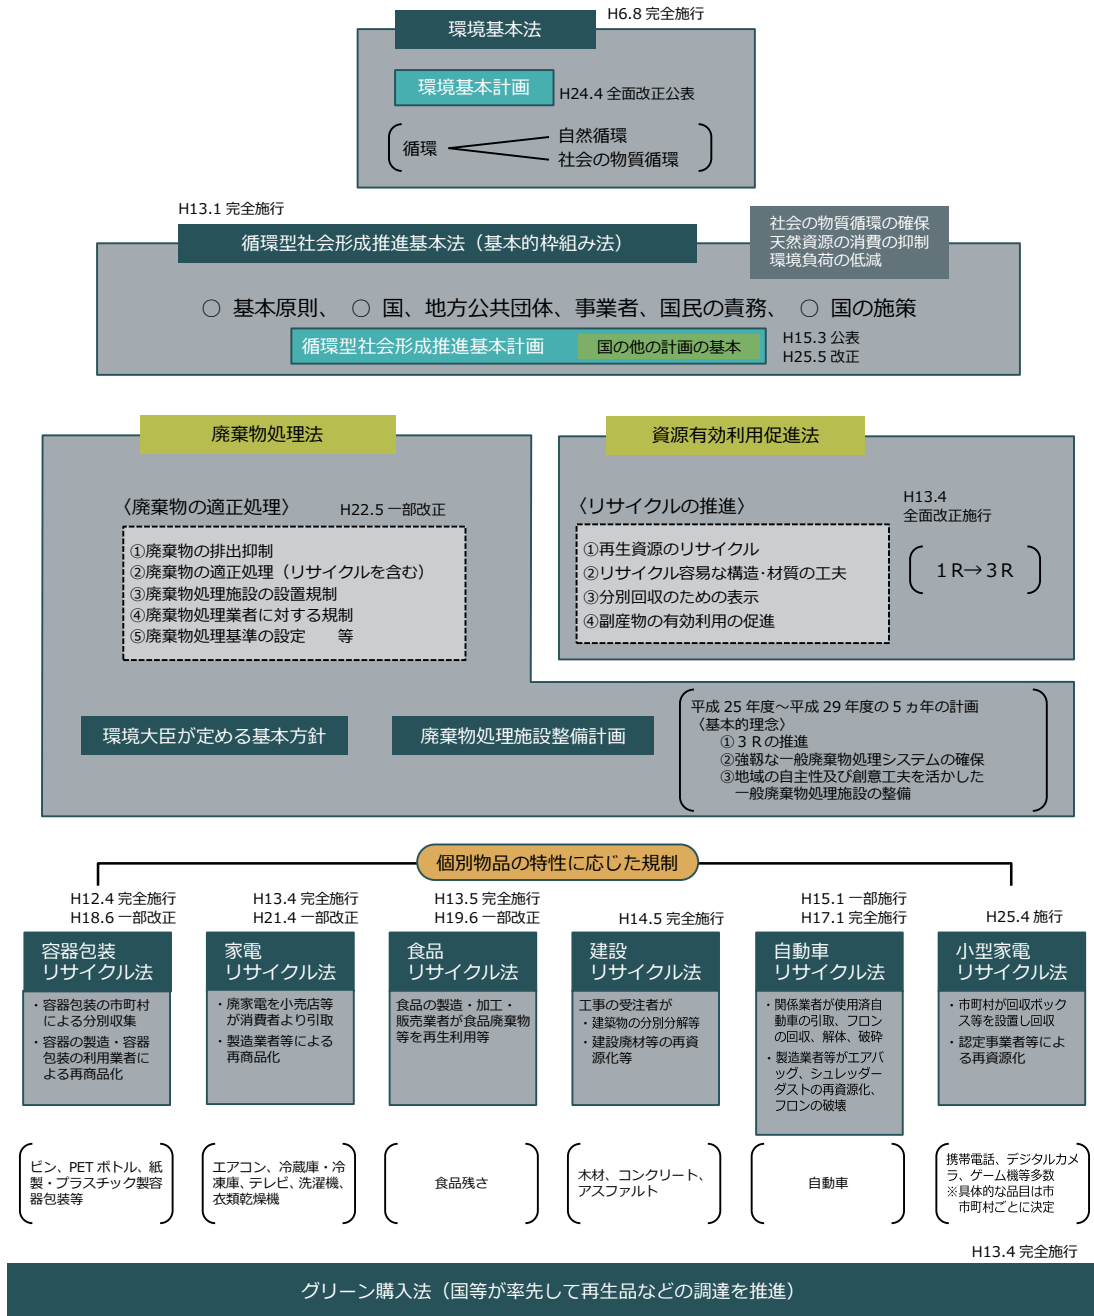 H6.8 完全施行
環境基本法
環境基本計画
H24.4 全面改正公表
循環
自然循環
社会の物質循環
H13.1 完全施行
循環型社会形成推進基本法（基本的枠組み法）
社会の物質循環の確保
天然資源の消費の抑制
環境負荷の低減
○ 基本原則、 ○ 国、地方公共団体、事業者、国民の責務、 ○ 国の施策
循環型社会形成推進基本計画 国の他の計画の基本
H15.3 公表
H25.5 改正
廃棄物処理法
〈廃棄物の適正処理〉 H22.5 一部改正
①廃棄物の排出抑制
②廃棄物の適正処理（リサイクルを含む）
③廃棄物処理施設の設置規制
④廃棄物処理業者に対する規制
⑤廃棄物処理基準の設定　　等
資源有効利用促進法
〈リサイクルの推進〉
H13.4
全面改正施行
①再生資源のリサイクル
②リサイクル容易な構造･材質の工夫
③分別回収のための表示
④副産物の有効利用の促進
１R→３R
環境大臣が定める基本方針
廃棄物処理施設整備計画
平成 25 年度～平成 29 年度の 5 ヵ年の計画
〈基本的理念〉
①３Rの推進
②強靱な一般廃棄物処理システムの確保
③地域の自主性及び創意工夫を活かした
一般廃棄物処理施設の整備
個別物品の特性に応じた規制
H12.4 完全施行
H18.6 一部改正
容器包装
リサイクル法
・容器包装の市町村
による分別収集
・容器の製造・容器
包装の利用業者に
よる再商品化
ビン、PET ボトル、紙
製・プラスチック製容
器包装等
H13.4 完全施行
H21.4 一部改正
家電
リサイクル法
・廃家電を小売店等
が消費者より引取
・製造業者等による
再商品化
エアコン、冷蔵庫・冷
凍庫、テレビ、洗濯機、
衣類乾燥機
H13.5 完全施行
H19.6 一部改正
食品
リサイクル法
食品の製造・加工・
販売業者が食品廃棄物
等を再生利用等
食品残さ
H14.5 完全施行
建設
リサイクル法
工事の受注者が
・建築物の分別分解等
・建設廃材等の再資
源化等
木材、コンクリート、
アスファルト
H15.1 一部施行
H17.1 完全施行
自動車
リサイクル法
・関係業者が使用済自
動車の引取、フロン
の回収、解体、破砕
・製造業者等がエアバ
ッグ、シュレッダー
ダストの再資源化、
フロンの破壊
自動車
H25.4 施行
小型家電
リサイクル法
・市町村が回収ボック
ス等を設置し回収
・認定事業者等によ
る再資源化
携帯電話、デジタルカメ
ラ、ゲーム機等多数
※具体的な品目は市
市町村ごとに決定
H13.4 完全施行
グリーン購入法（国等が率先して再生品などの調達を推進）